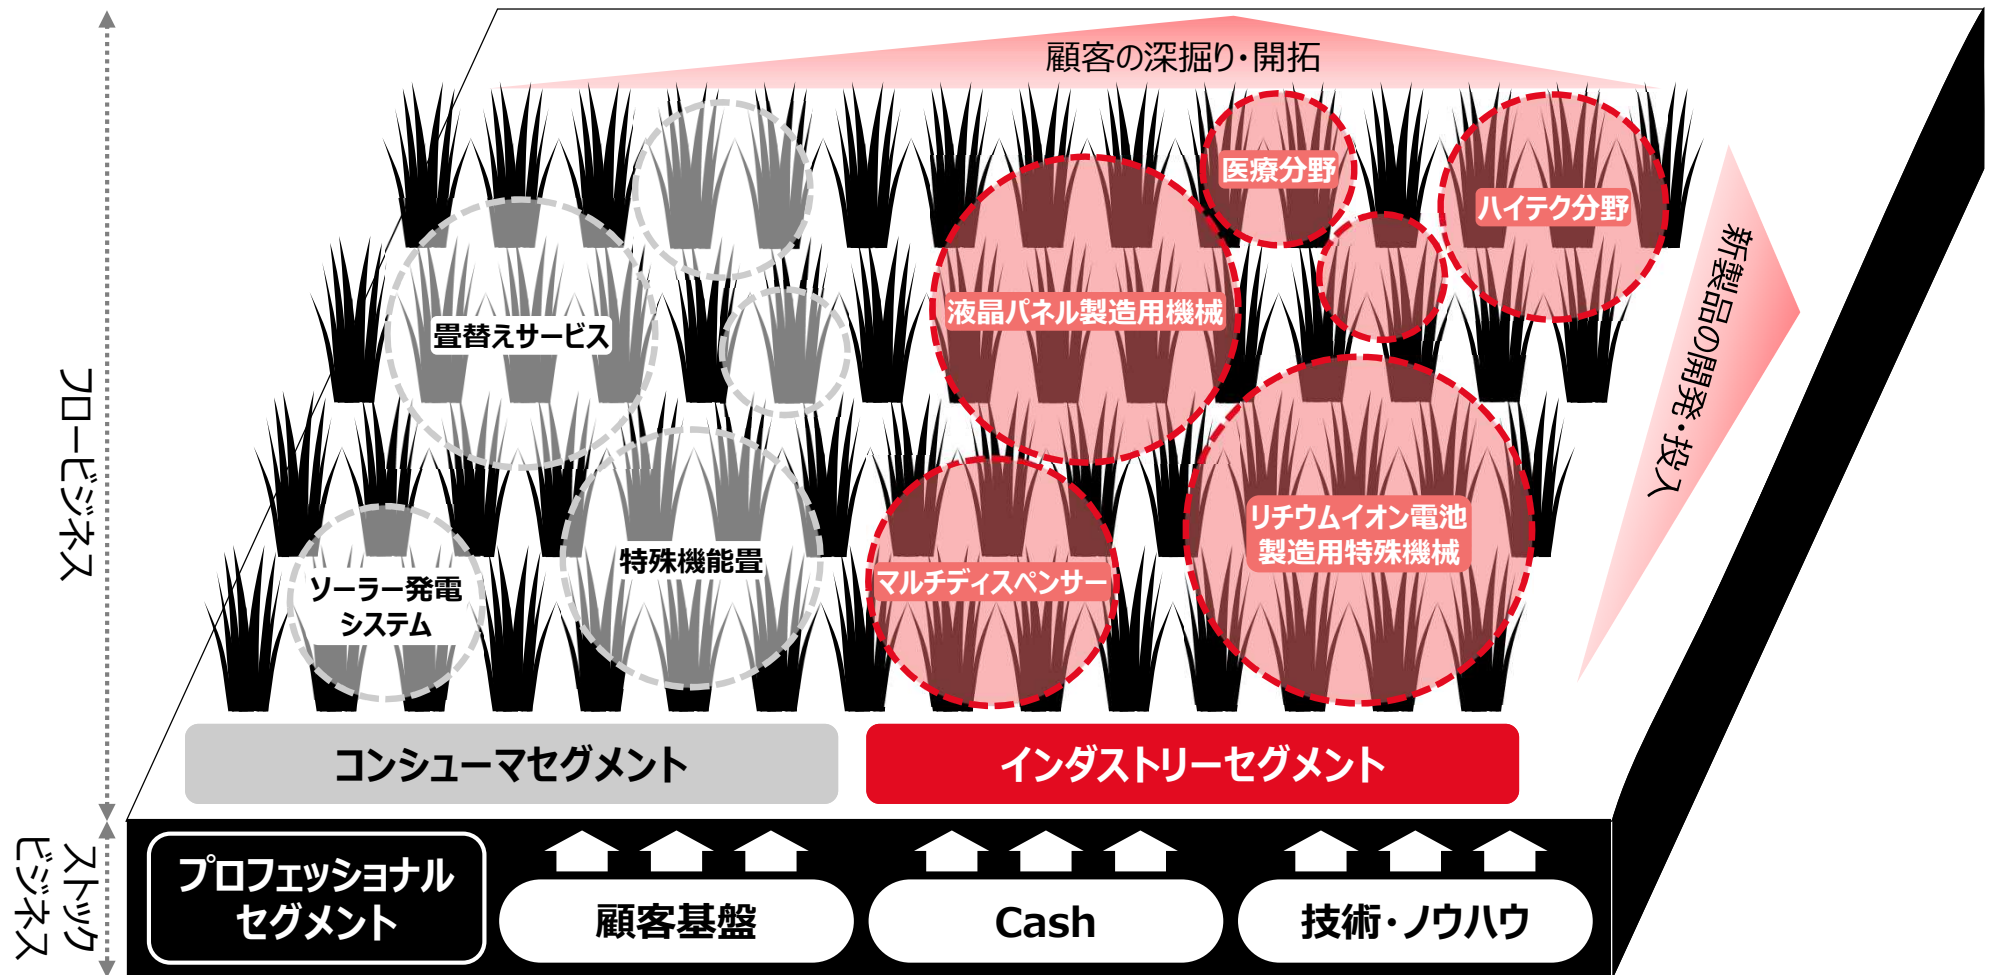 顧客の深掘り・開拓
新製品の開発・投入
医療分野
ハイテク分野
液晶パネル製造用機械
畳替えサービス
リチウムイオン電池
製造用特殊機械
特殊機能畳
マルチディスペンサー
ソーラー発電
システム
フロービジネス
コンシューマセグメント
インダストリーセグメント
ストック
ビジネス
プロフェッショナル
セグメント
顧客基盤
Cash
技術・ノウハウ